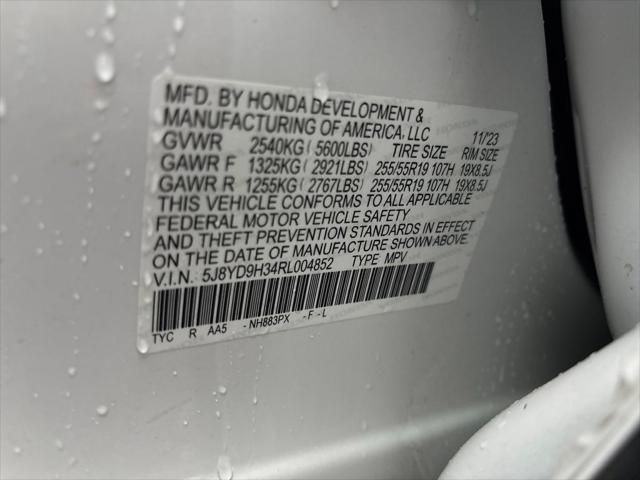 MFD. BY HONDA DEVELOPMENT &
MANUFACTURING OF AMERICA, LLC 11/23
GVWR 2540KG (5600LBS) TIRE SIZE RIM SIZE
GAWR F 1325KG (2921LBS) 255/55R19 107H 19X8.5J
GAWR R 1255KG (2767LBS) 255/55R19 107H 19X8.5J
THIS VEHICLE CONFORMS TO ALL APPLICABLE
FEDERAL MOTOR VEHICLE SAFETY
AND THEFT PREVENTION STANDARDS IN EFFECT
ON THE DATE OF MANUFACTURE SHOWN ABOVE.
V.I.N. 5J8YD9H34RL004852 TYPE: MPV
TYC R AA5 -NH883PX -F-L